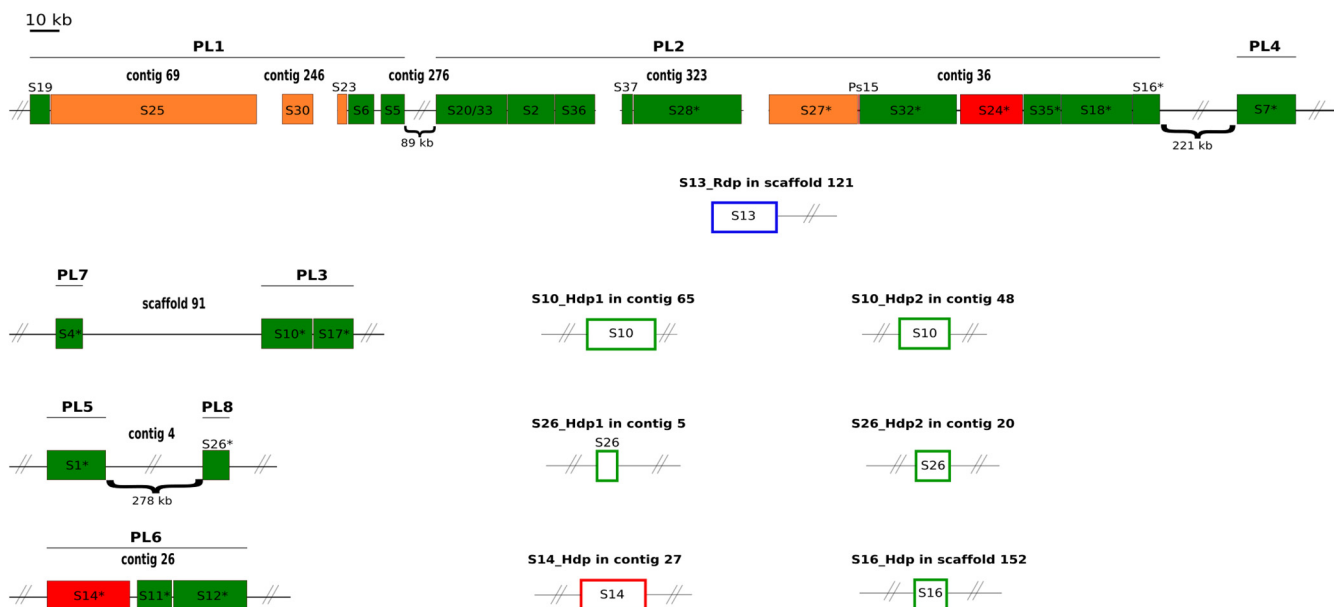 10 kb
PL1 PL2 PL4
contig 69 contig 246 contig 276 contig 323 contig 36
S19 S23 S37 Ps15 S16*
S25 S30 S6 S5 S20/33 S2 S36 S28* S27* S32* S24* S35* S18* S7*
89 kb 221 kb
S13_Rdp in scaffold 121
S13
PL7 PL3
scaffold 91 S10_Hdp1 in contig 65 S10_Hdp2 in contig 48
S4* S10* S17* S10 S10
PL5 PL8
contig 4 S26_Hdp1 in contig 5 S26_Hdp2 in contig 20
S26* S26
S1* S26
278 kb
PL6
contig 26 S14_Hdp in contig 27 S16_Hdp in scaffold 152
S14* S11* S12* S14 S16